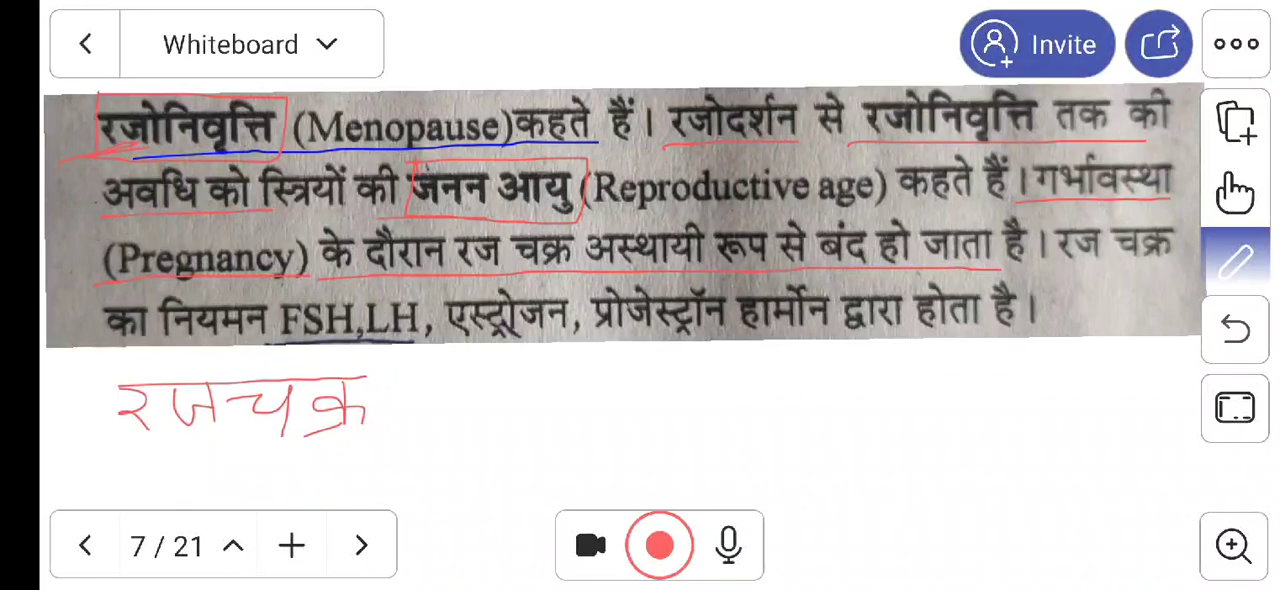 Whiteboard
Invite
रजोनिवृत्ति (Menopause)कहते हैं। रजोदर्शन से रजोनिवृत्ति तक की
अवधि को स्त्रियों की जनन आयु (Reproductive age) कहते हैं। गर्भावस्था
(Pregnancy) के दौरान रज चक्र अस्थायी रूप से बंद हो जाता है। रज चक्र
का नियमन FSH,LH, एस्ट्रोजन, प्रोजेस्ट्रॉन हार्मोन द्वारा होता है।
रजचक्र
7 / 21